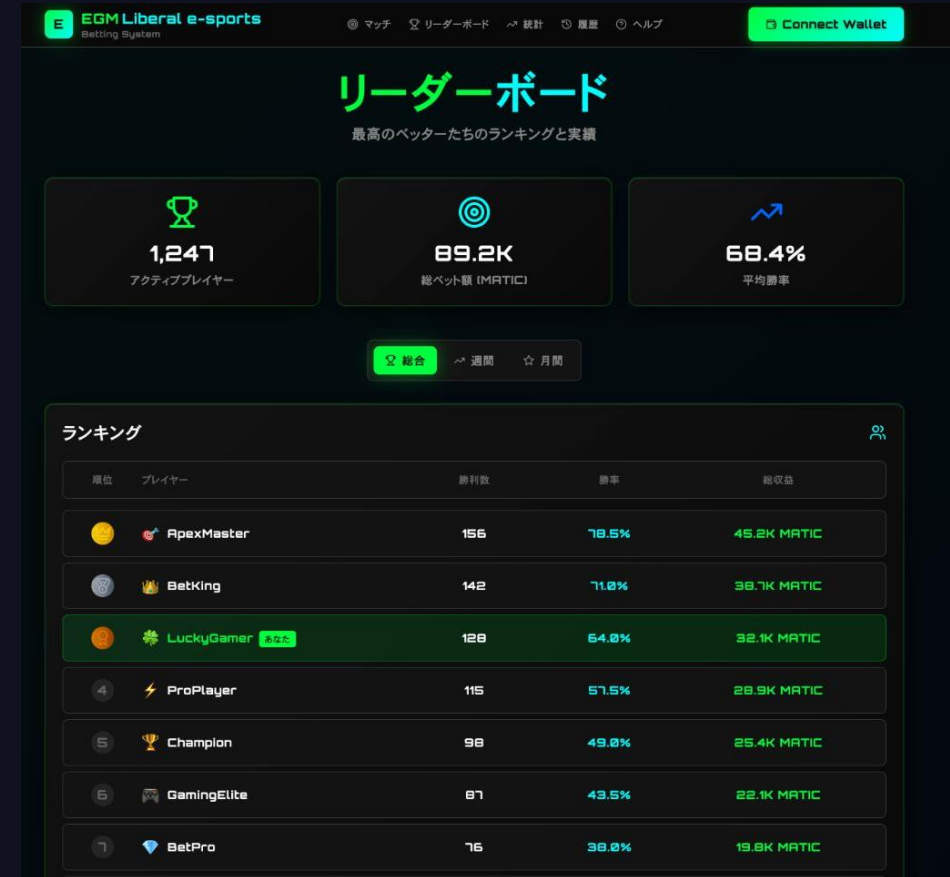 E EGM Liberal e-sports
Betting System
マッチ リーダーボード 統計 履歴 ヘルプ
Connect Wallet
リーダーボード
最高のベッターたちのランキングと実績
1,247
アクティブプレイヤー
89.2K
総ベット額 (MATIC)
68.4%
平均勝率
総合 週間 月間
ランキング
順位 プレイヤー 勝利数 勝率 総収益
ApexMaster 156 78.5% 45.2K MATIC
2 BetKing 142 71.0% 38.7K MATIC
3 LuckyGamer あなた 128 64.0% 32.1K MATIC
4 ProPlayer 115 57.5% 28.9K MATIC
5 Champion 98 49.0% 25.4K MATIC
6 GamingElite 87 43.5% 22.1K MATIC
7 BetPro 76 38.0% 19.8K MATIC